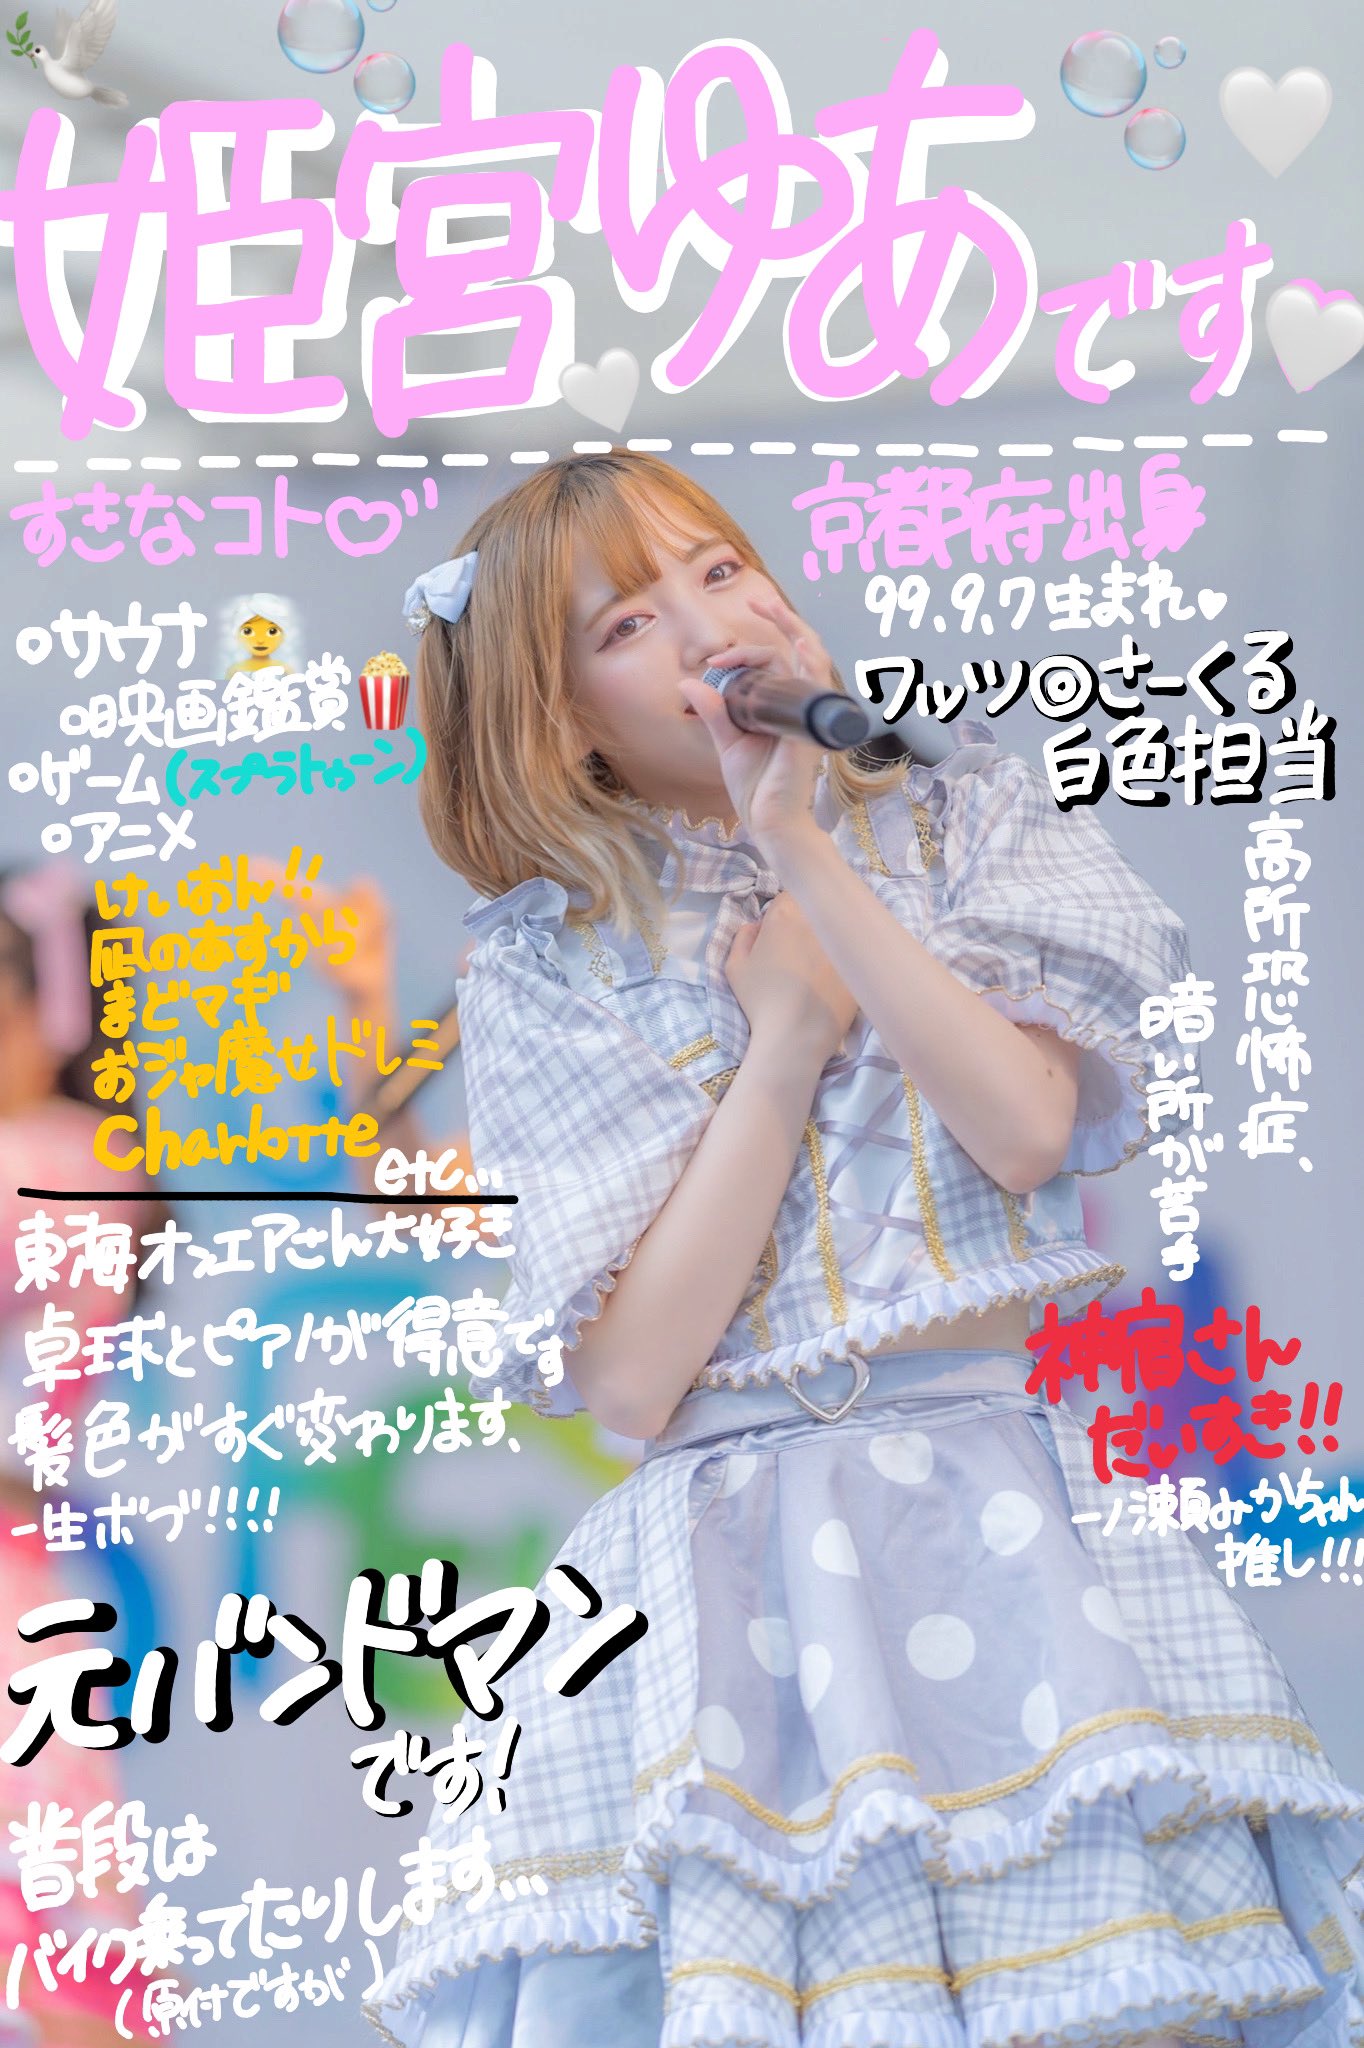 姫宮ゆあです
すきなコト♡
サウナ
映画鑑賞
ゲーム(スプラトゥーン)
アニメ
けいおん!!
凪のあすから
まどマギ
おジャ魔せドレミ
Charlotte
etc...
東海オンエアさん大好き
卓球とピアノが得意です
髪色がすぐ変わります、
一生ボブ!!!!
元バンドマン
です!
普段は
バイク乗ってたりします...
(原付ですが)
京都府出身
99.9.7生まれ♥
ワッツ◎さーくる
白色担当
高所恐怖症、
暗い所が苦手
神宿さん
だいすき!!
一ノ瀬みかちゃん
推し!!!